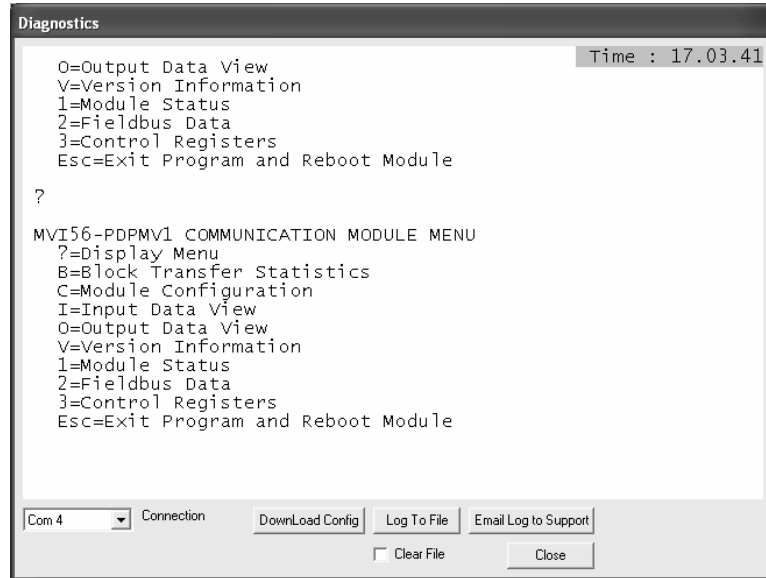 Diagnostics
Time : 17.03.41
O=Output Data View
V=Version Information
1=Module Status
2=Fieldbus Data
3=Control Registers
Esc=Exit Program and Reboot Module
?
MVI56-PDPMV1 COMMUNICATION MODULE MENU
?=Display Menu
B=Block Transfer Statistics
C=Module Configuration
I=Input Data View
O=Output Data View
V=Version Information
1=Module Status
2=Fieldbus Data
3=Control Registers
Esc=Exit Program and Reboot Module
Com 4 Connection DownLoad Config Log To File Email Log to Support
Clear File Close